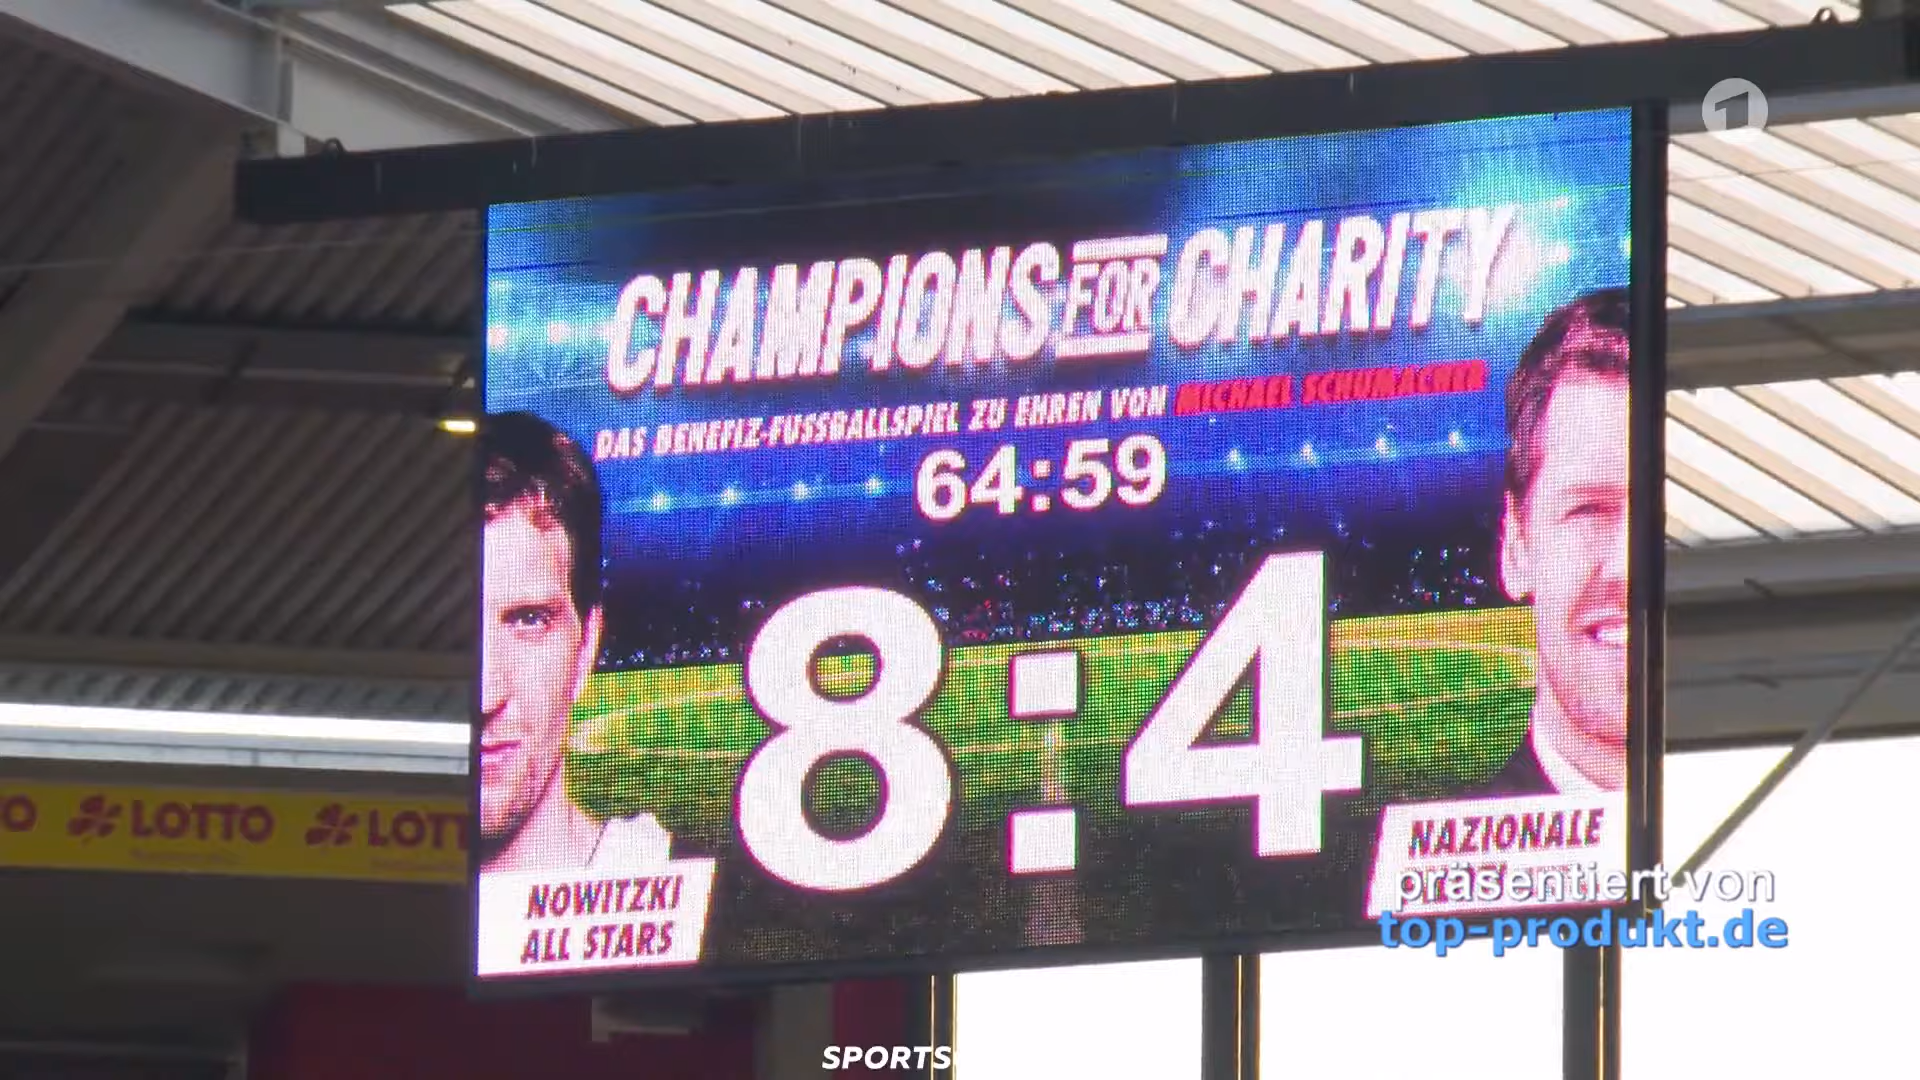 CHAMPIONS FOR CHARITY
DAS BENEFIZ-FUSSBALLSPIEL ZU EHREN VON MICHAEL SCHUMACHER
64:59
8:4
LOTTO
LOTT
NOWITZKI
ALL STARS
NAZIONALE
präsentiert von
top-produkt.de
SPORTS
1